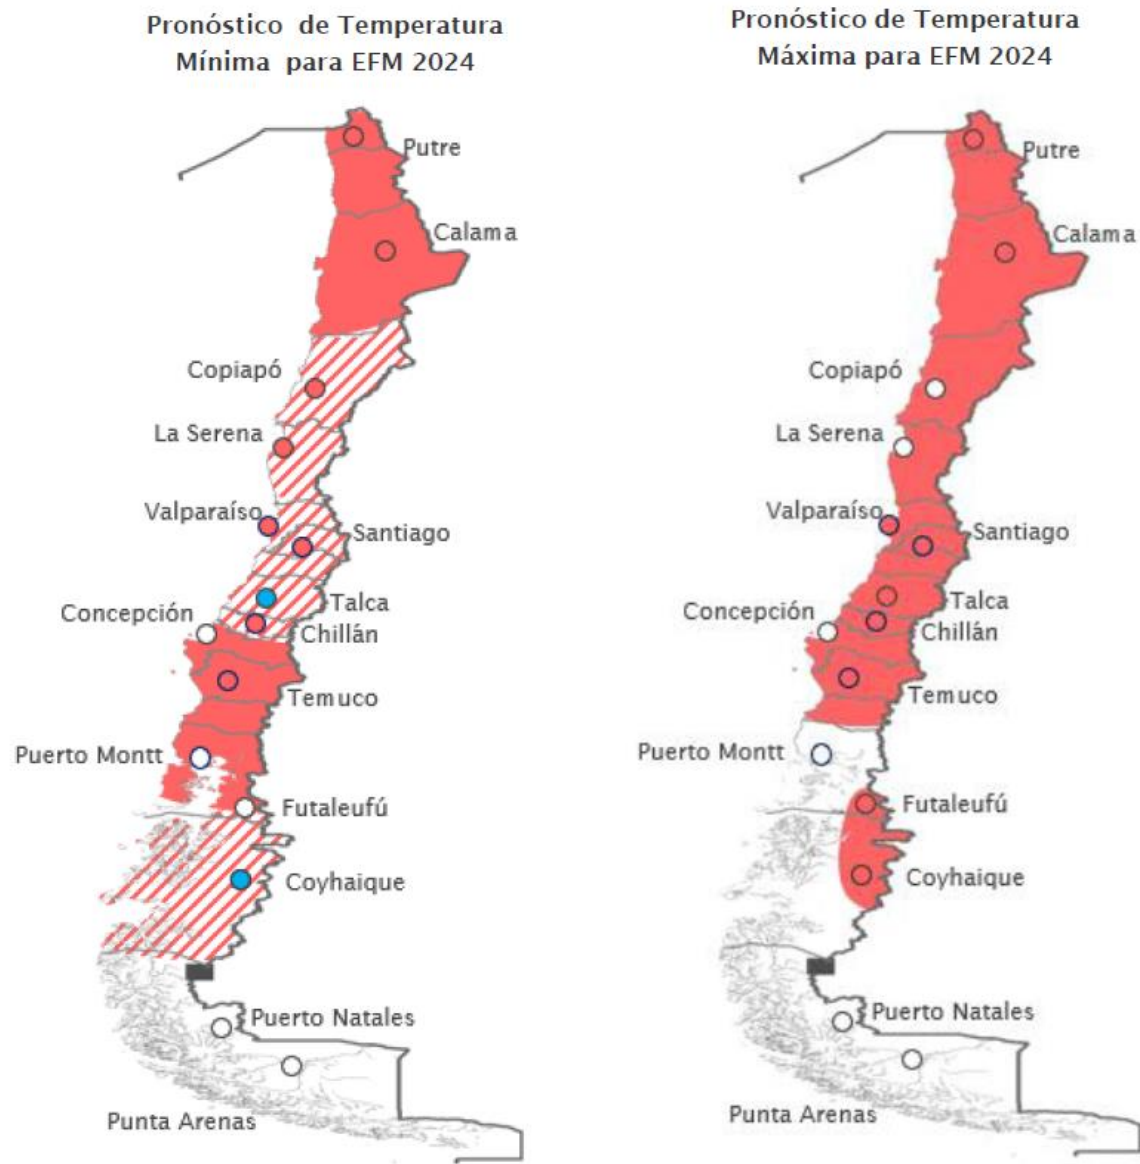 Pronóstico de Temperatura
Mínima para EFM 2024
Putre
Calama
Copiapó
La Serena
Valparaíso
Santiago
Talca
Concepción
Chillán
Temuco
Puerto Montt
Futaleufú
Coyhaique
Puerto Natales
Punta Arenas
Pronóstico de Temperatura
Máxima para EFM 2024
Putre
Calama
Copiapó
La Serena
Valparaíso
Santiago
Talca
Concepción
Chillán
Temuco
Puerto Montt
Futaleufú
Coyhaique
Puerto Natales
Punta Arenas